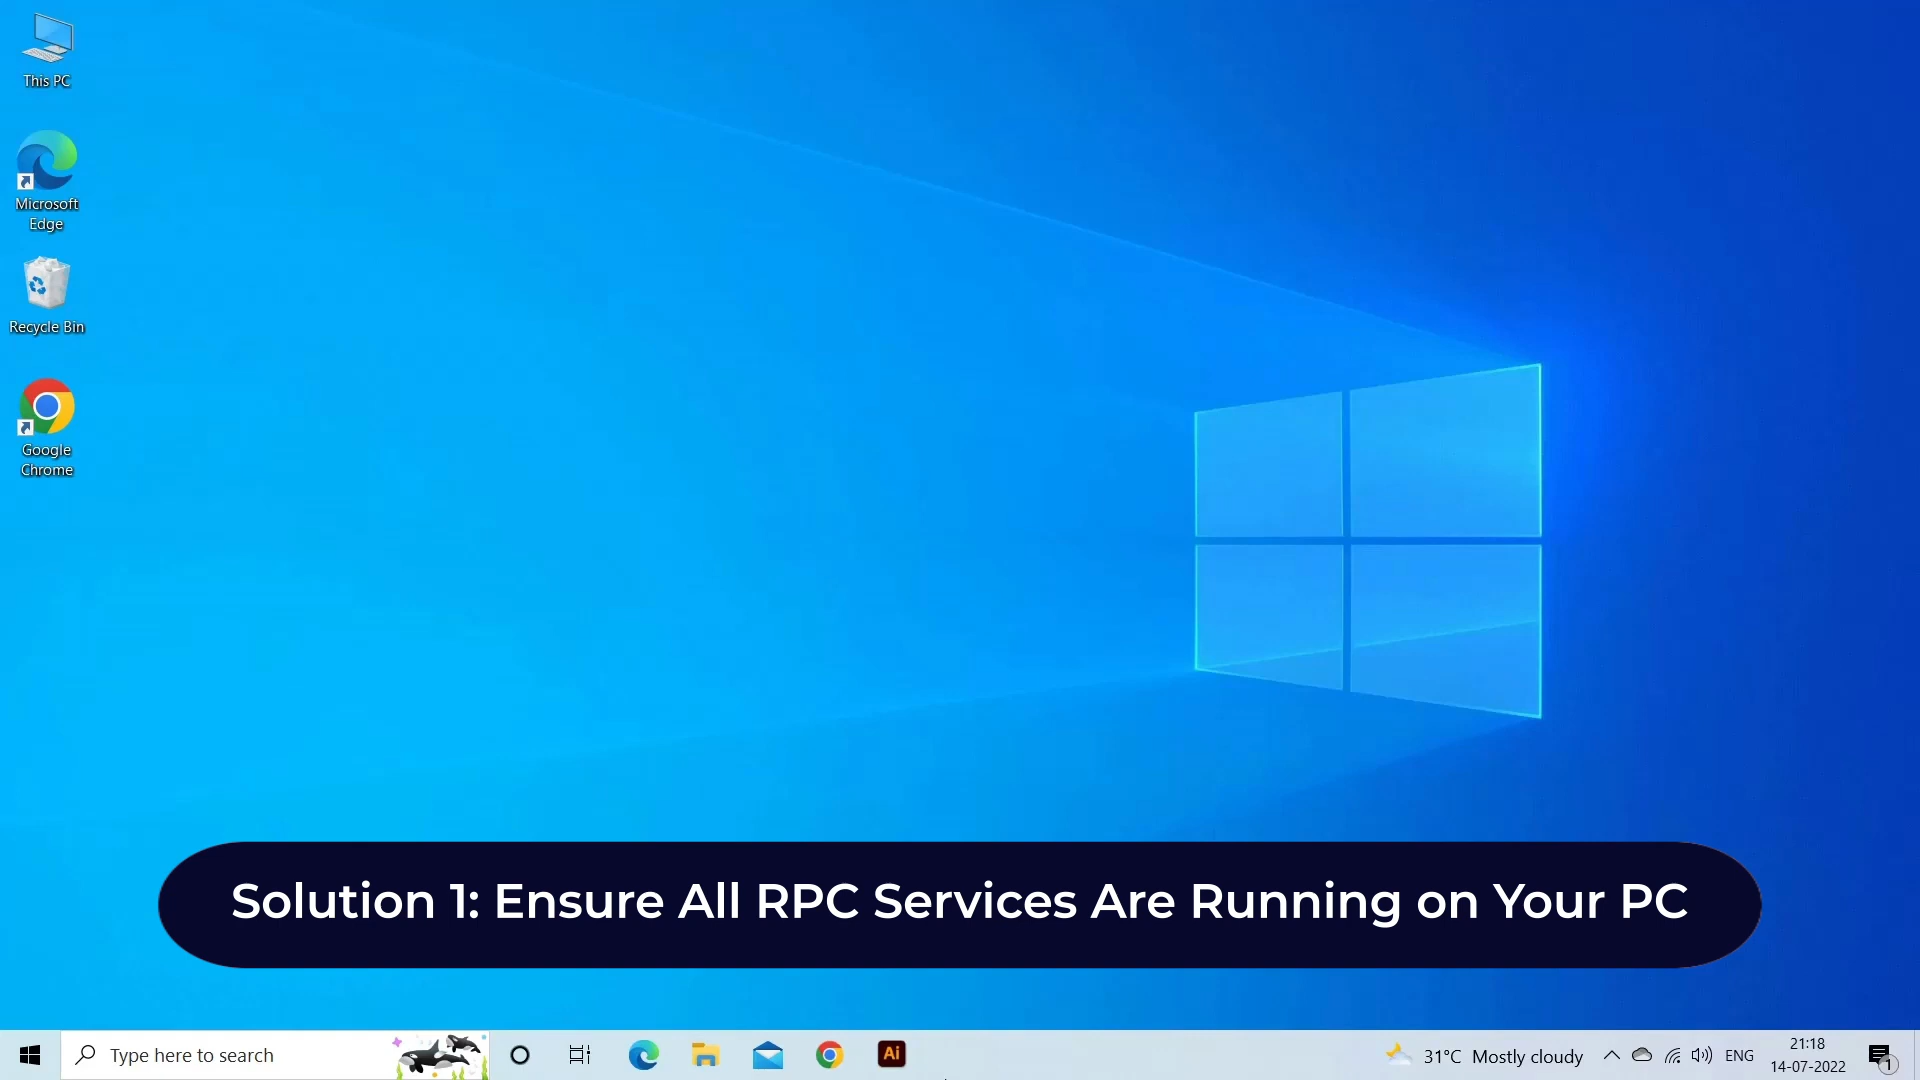 This PC
Microsoft
Edge
Recycle Bin
Google
Chrome
Solution 1: Ensure All RPC Services Are Running on Your PC
Type here to search
Ai
31°C Mostly cloudy
ENG
21:18
14-07-2022
1